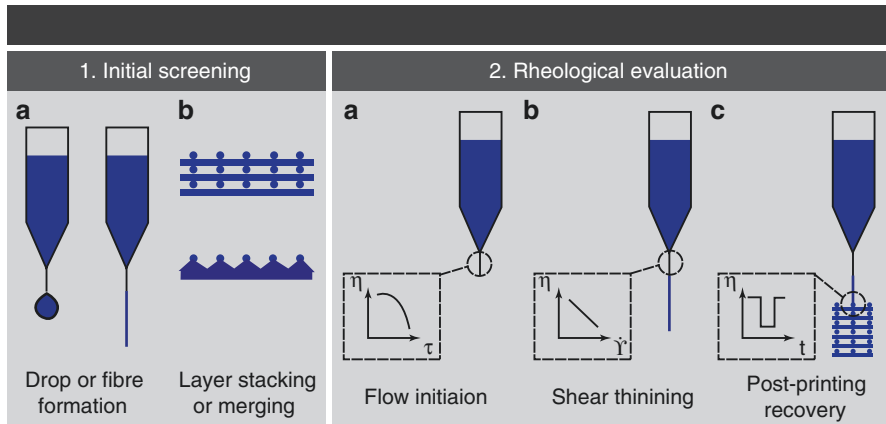 1. Initial screening
2. Rheological evaluation
a
b
a
b
c
η
τ
η
γ̇
η
t
Drop or fibre
formation
Layer stacking
or merging
Flow initiaion
Shear thinining
Post-printing
recovery